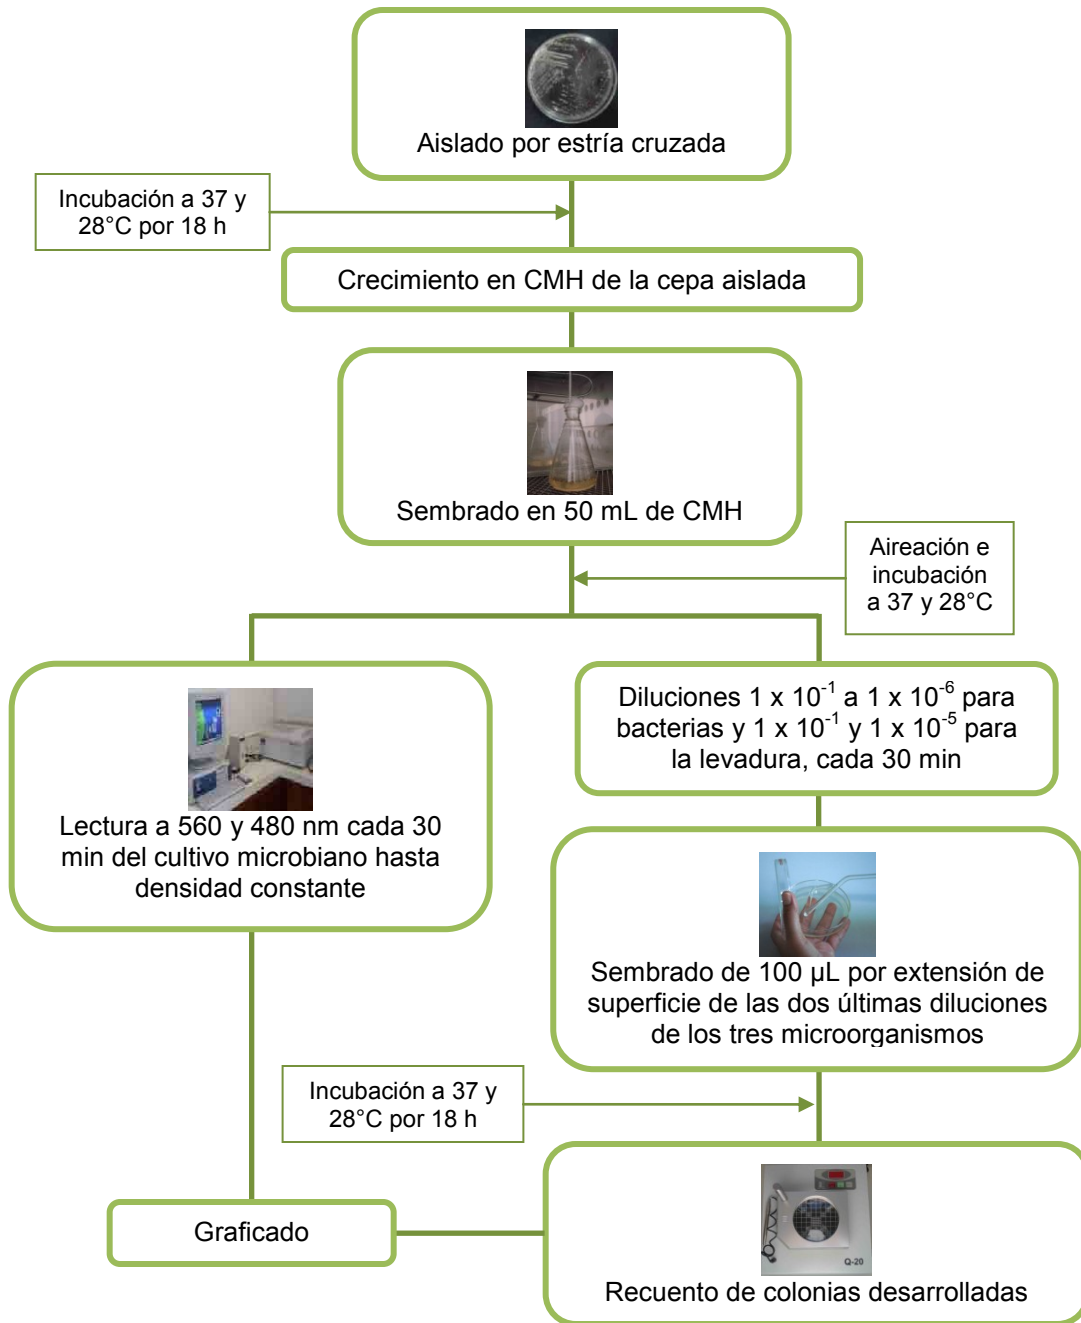 Aislado por estría cruzada
Incubación a 37 y
28°C por 18 h
Crecimiento en CMH de la cepa aislada
Sembrado en 50 mL de CMH
Aireación e
incubación
a 37 y 28°C
Lectura a 560 y 480 nm cada 30
min del cultivo microbiano hasta
densidad constante
Diluciones 1 x 10⁻¹ a 1 x 10⁻⁶ para
bacterias y 1 x 10⁻¹ y 1 x 10⁻⁵ para
la levadura, cada 30 min
Sembrado de 100 µL por extensión de
superficie de las dos últimas diluciones
de los tres microorganismos
Incubación a 37 y
28°C por 18 h
Q-20
Recuento de colonias desarrolladas
Graficado